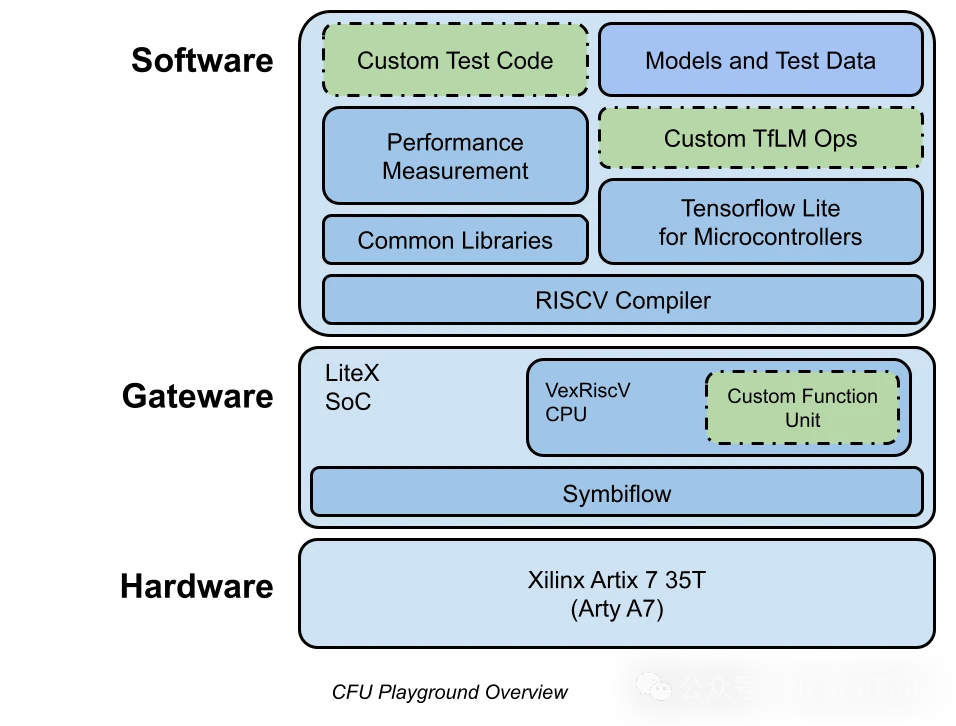 Software
Custom Test Code
Models and Test Data
Performance
Measurement
Custom TfLM Ops
Common Libraries
Tensorflow Lite
for Microcontrollers
RISCV Compiler
Gateware
LiteX
SoC
VexRiscV
CPU
Custom Function
Unit
Symbiflow
Hardware
Xilinx Artix 7 35T
(Arty A7)
CFU Playground Overview
公众号